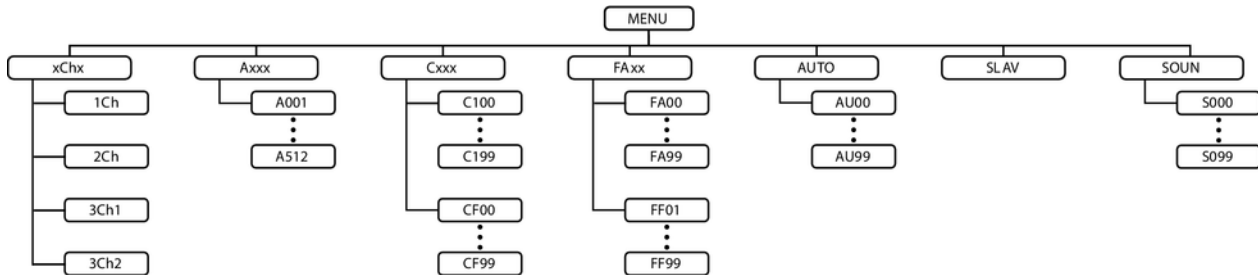 MENU
xChx Axxx Cxxx FAxx AUTO SLAV SOUN
1Ch A001 C100 FA00 AU00 S000
2Ch A512 C199 FA99 AU99 S099
3Ch1 CF00 FF01
3Ch2 CF99 FF99